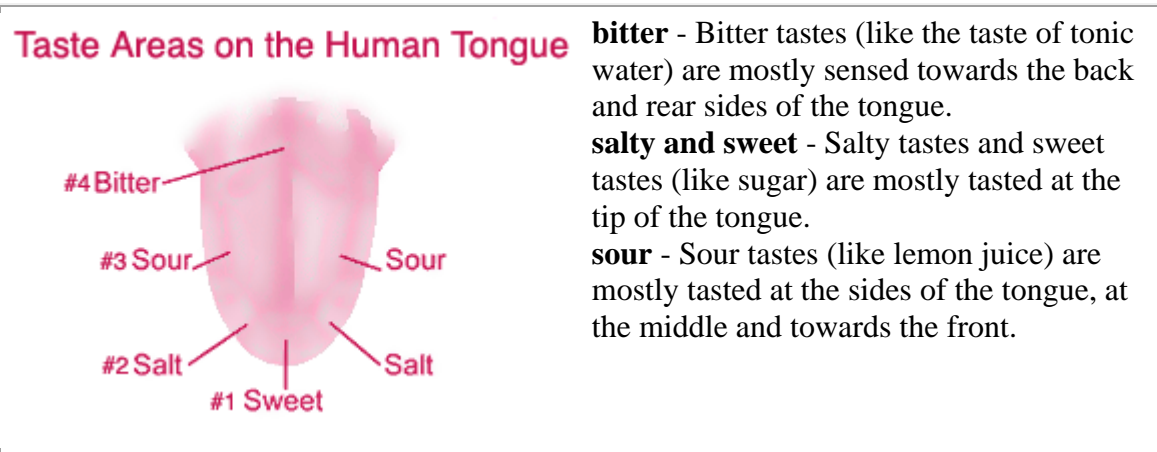 Taste Areas on the Human Tongue
#4 Bitter
#3 Sour
Sour
#2 Salt
Salt
#1 Sweet
bitter - Bitter tastes (like the taste of tonic
water) are mostly sensed towards the back
and rear sides of the tongue.
salty and sweet - Salty tastes and sweet
tastes (like sugar) are mostly tasted at the
tip of the tongue.
sour - Sour tastes (like lemon juice) are
mostly tasted at the sides of the tongue, at
the middle and towards the front.